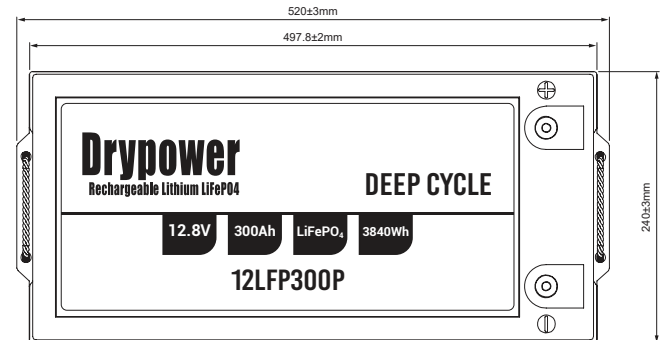 520±3mm
497.8±2mm
Drypower
Rechargeable Lithium LiFePO4
DEEP CYCLE
12.8V 300Ah LiFePO₄ 3840Wh
12LFP300P
240±3mm